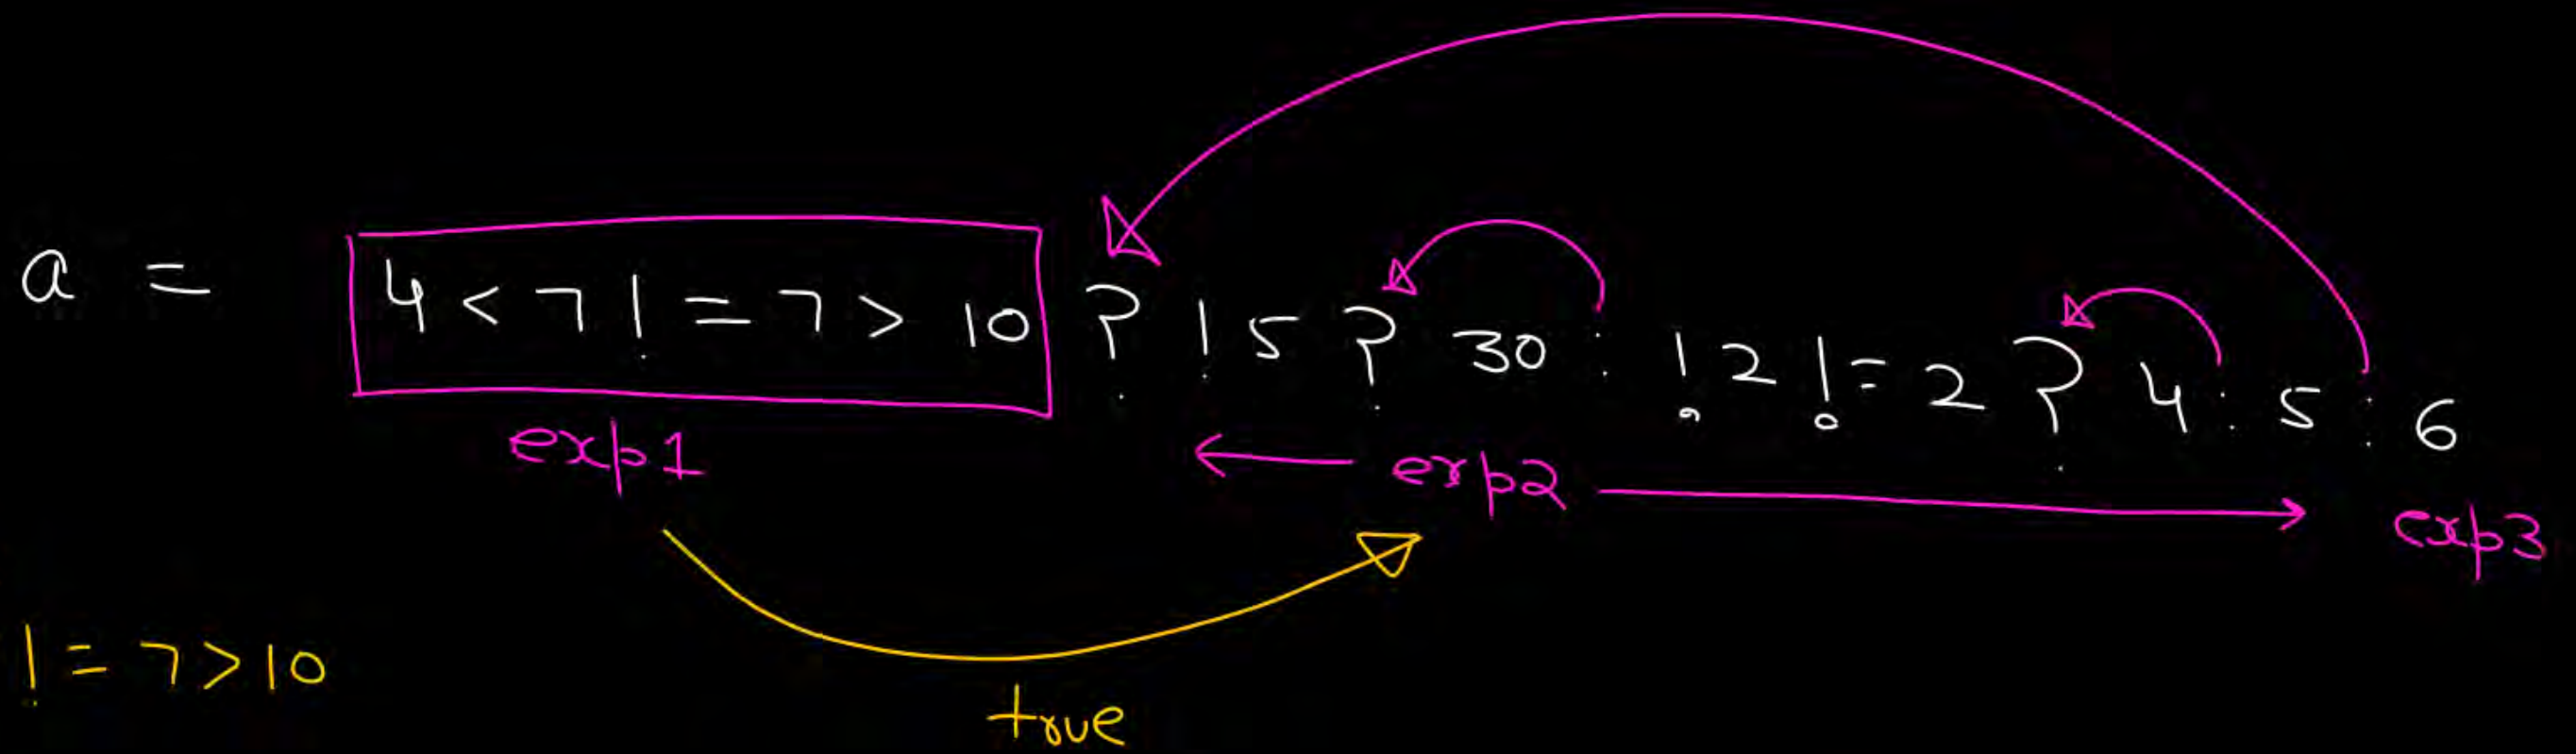 a = 4 < 7 ! = 7 > 10 ? ! 5 ? 30 : ! 2 ! = 2 ? 4 : 5 : 6
exp1
exp2
exp3
! = 7 > 10
true